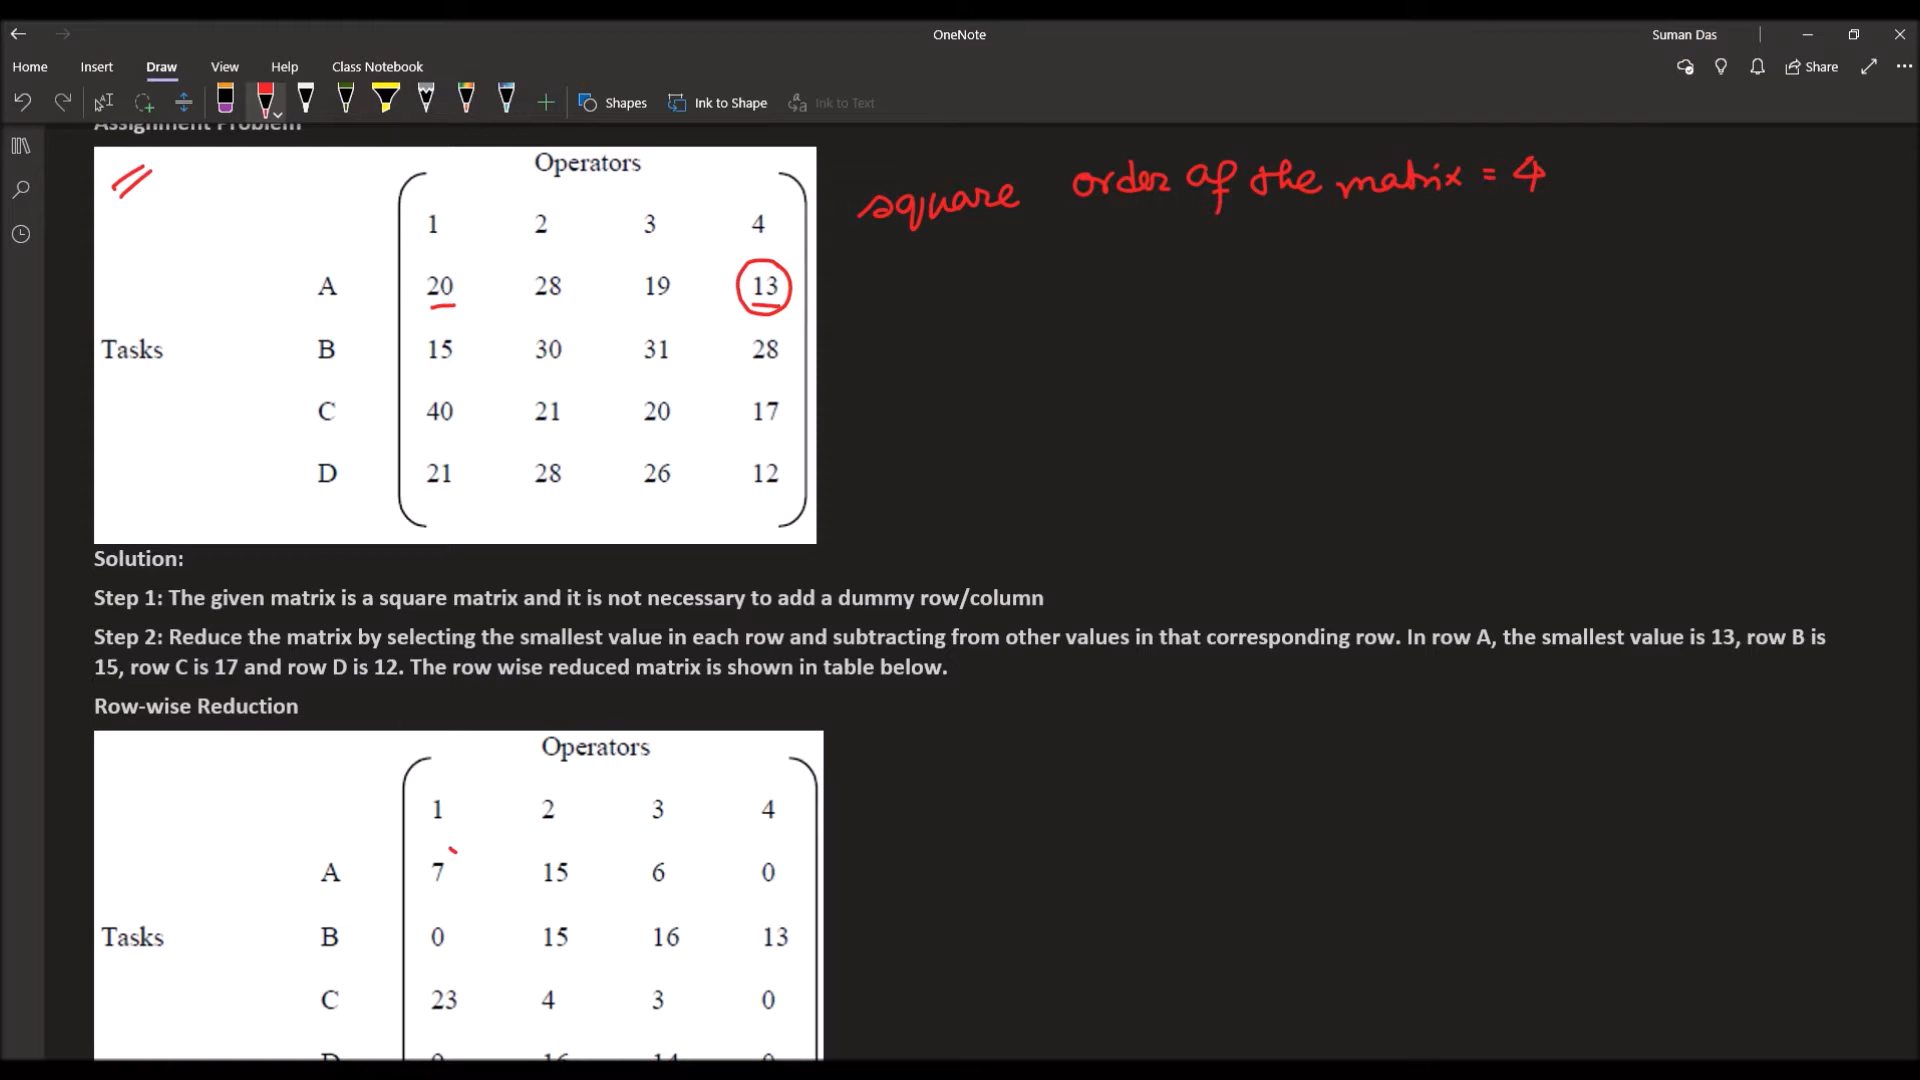 OneNote
Suman Das
Home Insert Draw View Help Class Notebook
Share
Shapes Ink to Shape Ink to Text
Assignment Problem
Operators
1 2 3 4
A 20 28 19 13
Tasks B 15 30 31 28
C 40 21 20 17
D 21 28 26 12
square order of the matrix = 4
Solution:
Step 1: The given matrix is a square matrix and it is not necessary to add a dummy row/column
Step 2: Reduce the matrix by selecting the smallest value in each row and subtracting from other values in that corresponding row. In row A, the smallest value is 13, row B is
15, row C is 17 and row D is 12. The row wise reduced matrix is shown in table below.
Row-wise Reduction
Operators
1 2 3 4
A 7 15 6 0
Tasks B 0 15 16 13
C 23 4 3 0
D 9 16 14 0